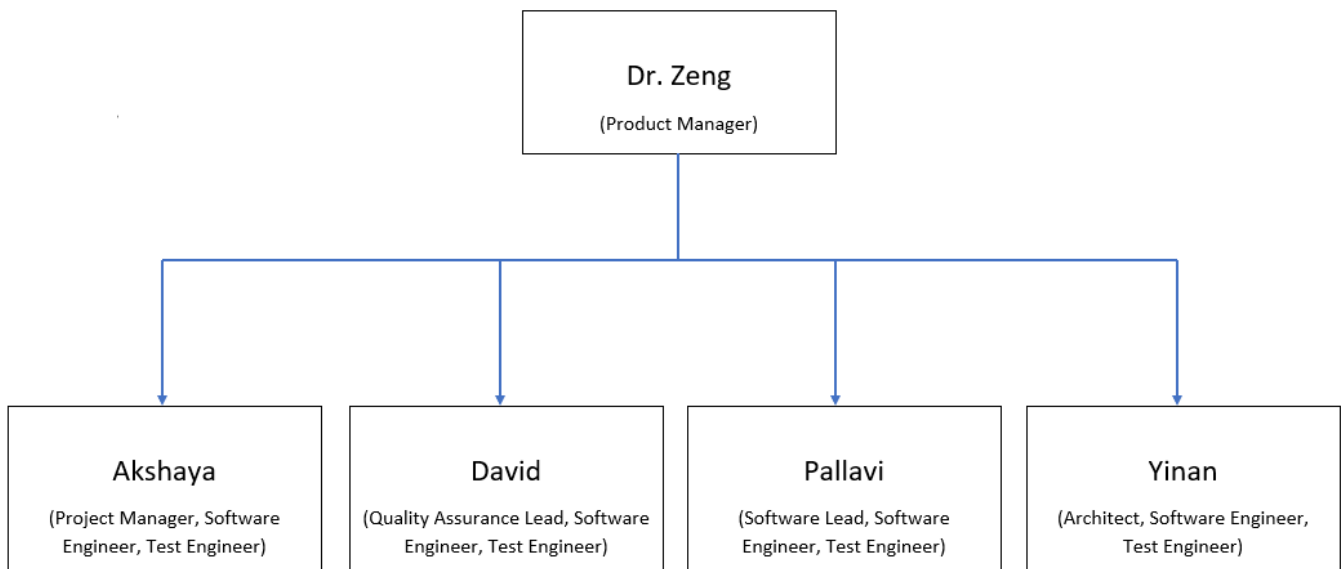 Dr. Zeng
(Product Manager)
Akshaya
(Project Manager, Software
Engineer, Test Engineer)
David
(Quality Assurance Lead, Software
Engineer, Test Engineer)
Pallavi
(Software Lead, Software
Engineer, Test Engineer)
Yinan
(Architect, Software Engineer,
Test Engineer)